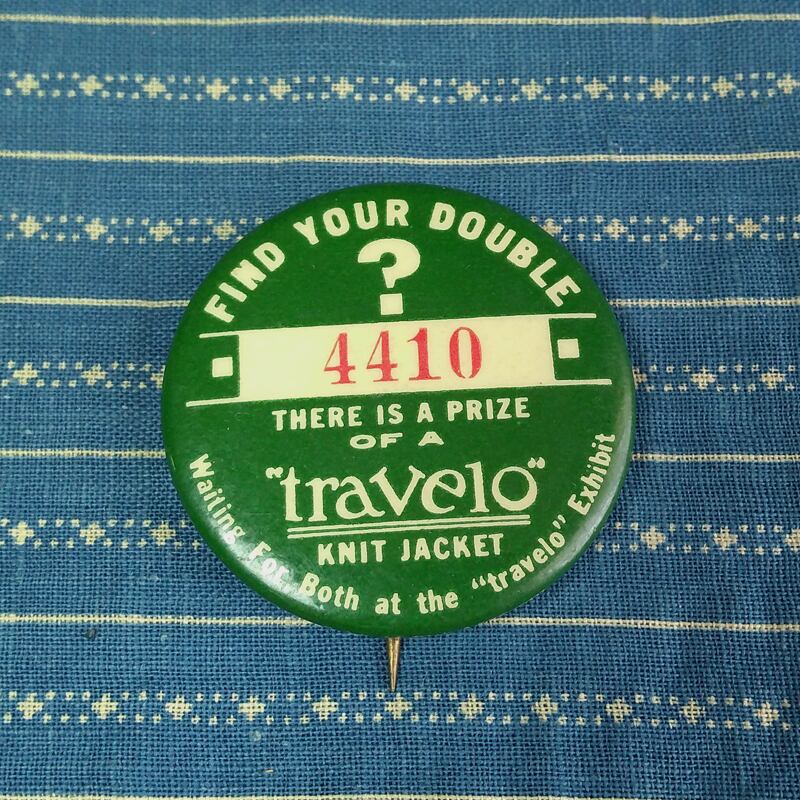 FIND YOUR DOUBLE
?
4410
THERE IS A PRIZE
OF A
"travelo"
KNIT JACKET
Waiting For Both at the "travelo" Exhibit